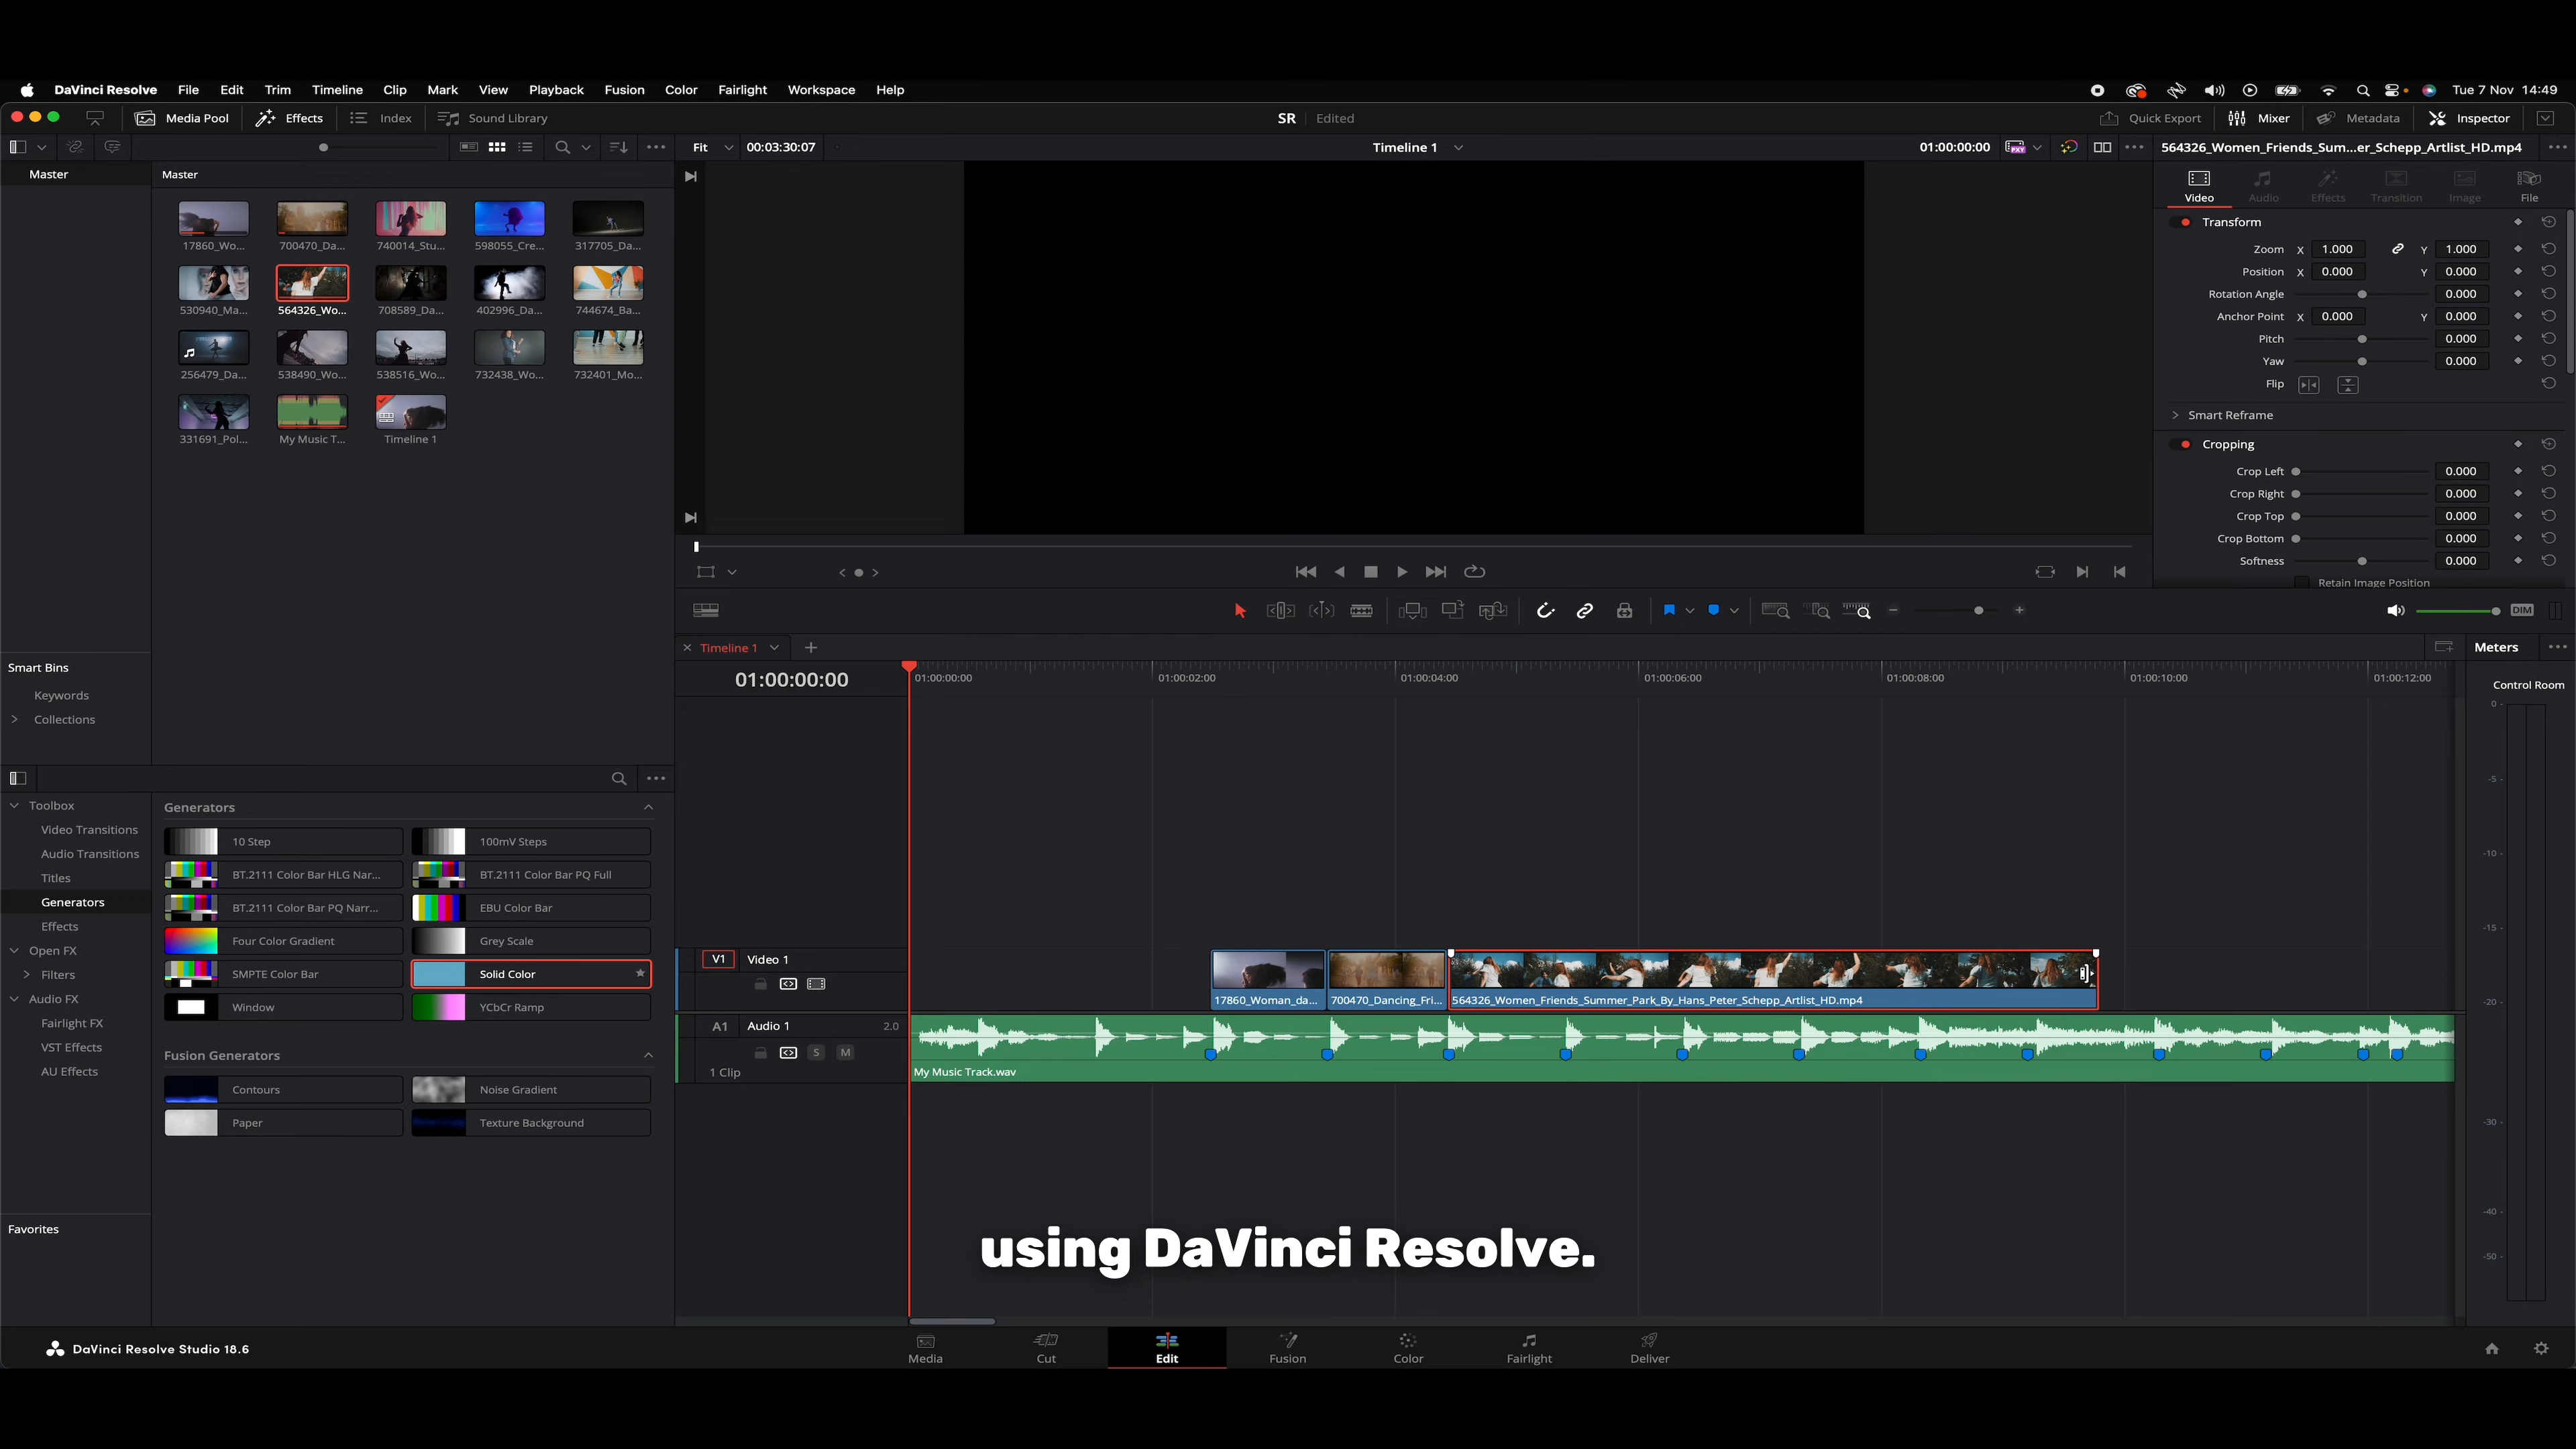 DaVinci Resolve File Edit Trim Timeline Clip Mark View Playback Fusion Color Fairlight Workspace Help Tue 7 Nov 14:49
Media Pool Effects Index Sound Library SR Edited Quick Export Mixer Metadata Inspector
Fit 00:03:30:07 Timeline 1 01:00:00:00 564326_Women_Friends_Sum...er_Schepp_Artlist_HD.mp4
Master Master
Video Audio Effects Transition Image File
17860_Wo... 700470_Da... 740014_Stu... 598055_Cre... 317705_Da...
530940_Ma... 564326_Wo... 708589_Da... 402996_Da... 744674_Ba...
256479_Da... 538490_Wo... 538516_Wo... 732438_Wo... 732401_Mo...
331691_Pol... My Music T... Timeline 1
Transform
Zoom X 1.000 Y 1.000
Position X 0.000 Y 0.000
Rotation Angle 0.000
Anchor Point X 0.000 Y 0.000
Pitch 0.000
Yaw 0.000
Flip
Smart Reframe
Cropping
Crop Left 0.000
Crop Right 0.000
Crop Top 0.000
Crop Bottom 0.000
Softness 0.000
Retain Image Position
DIM
Smart Bins
Keywords
Collections
Timeline 1 Meters
01:00:00:00 01:00:00:00 01:00:02:00 01:00:04:00 01:00:06:00 01:00:08:00 01:00:10:00 01:00:12:00 Control Room
0 -
-5 -
-10 -
-15 -
-20 -
-30 -
-40 -
-50 -
Toolbox
Video Transitions
Audio Transitions
Titles
Generators
Effects
Open FX
Filters
Audio FX
Fairlight FX
VST Effects
AU Effects
Favorites
Generators
10 Step 100mV Steps
BT.2111 Color Bar HLG Nar... BT.2111 Color Bar PQ Full
BT.2111 Color Bar PQ Narr... EBU Color Bar
Four Color Gradient Grey Scale
SMPTE Color Bar Solid Color
Window YCbCr Ramp
Fusion Generators
Contours Noise Gradient
Paper Texture Background
V1 Video 1
17860_Woman_da... 700470_Dancing_Fri... 564326_Women_Friends_Summer_Park_By_Hans_Peter_Schepp_Artlist_HD.mp4
A1 Audio 1 2.0
S M
1 Clip My Music Track.wav
using DaVinci Resolve.
DaVinci Resolve Studio 18.6 Media Cut Edit Fusion Color Fairlight Deliver